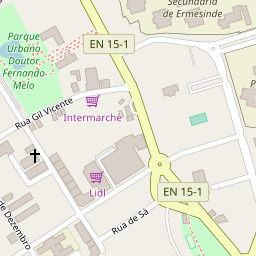 Secundária
de Ermesinde
Parque
Urbano
Doutor
Fernando
Melo
EN 15-1
Rua Gil Vicente
Intermarché
Lidl
EN 15-1
Rua de Sá
de Dezembro